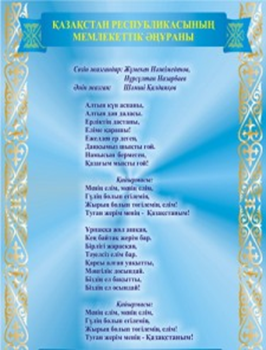 ҚАЗАҚСТАН РЕСПУБЛИКАСЫНЫҢ
МЕМЛЕКЕТТІК ӘНҰРАНЫ
Сөзін жазғандар: Жұмекен Нәжімеденов,
Нұрсұлтан Назарбаев
Әнін жазған: Шәмші Қалдаяқов
Алтын күн аспаны,
Алтын дән даласы,
Ерліктің дастаны,
Еліме қарашы!
Ежелден ер деген,
Даңқымыз шықты ғой.
Намысын бермеген,
Қазағым мықты ғой!
Қайырмасы:
Менің елім, менің елім,
Гүлің болып егілемін,
Жырың болып төгілемін, елім!
Туған жерім менің - Қазақстаным!
Ұрпаққа жол ашқан,
Кең байтақ жерім бар.
Бірлігі жарасқан,
Тәуелсіз елім бар.
Қарсы алған уақытты,
Мәңгілік досындай.
Біздің ел бақытты,
Біздің ел осындай!
Қайырмасы:
Менің елім, менің елім,
Гүлің болып егілемін,
Жырың болып төгілемін, елім!
Туған жерім менің - Қазақстаным!